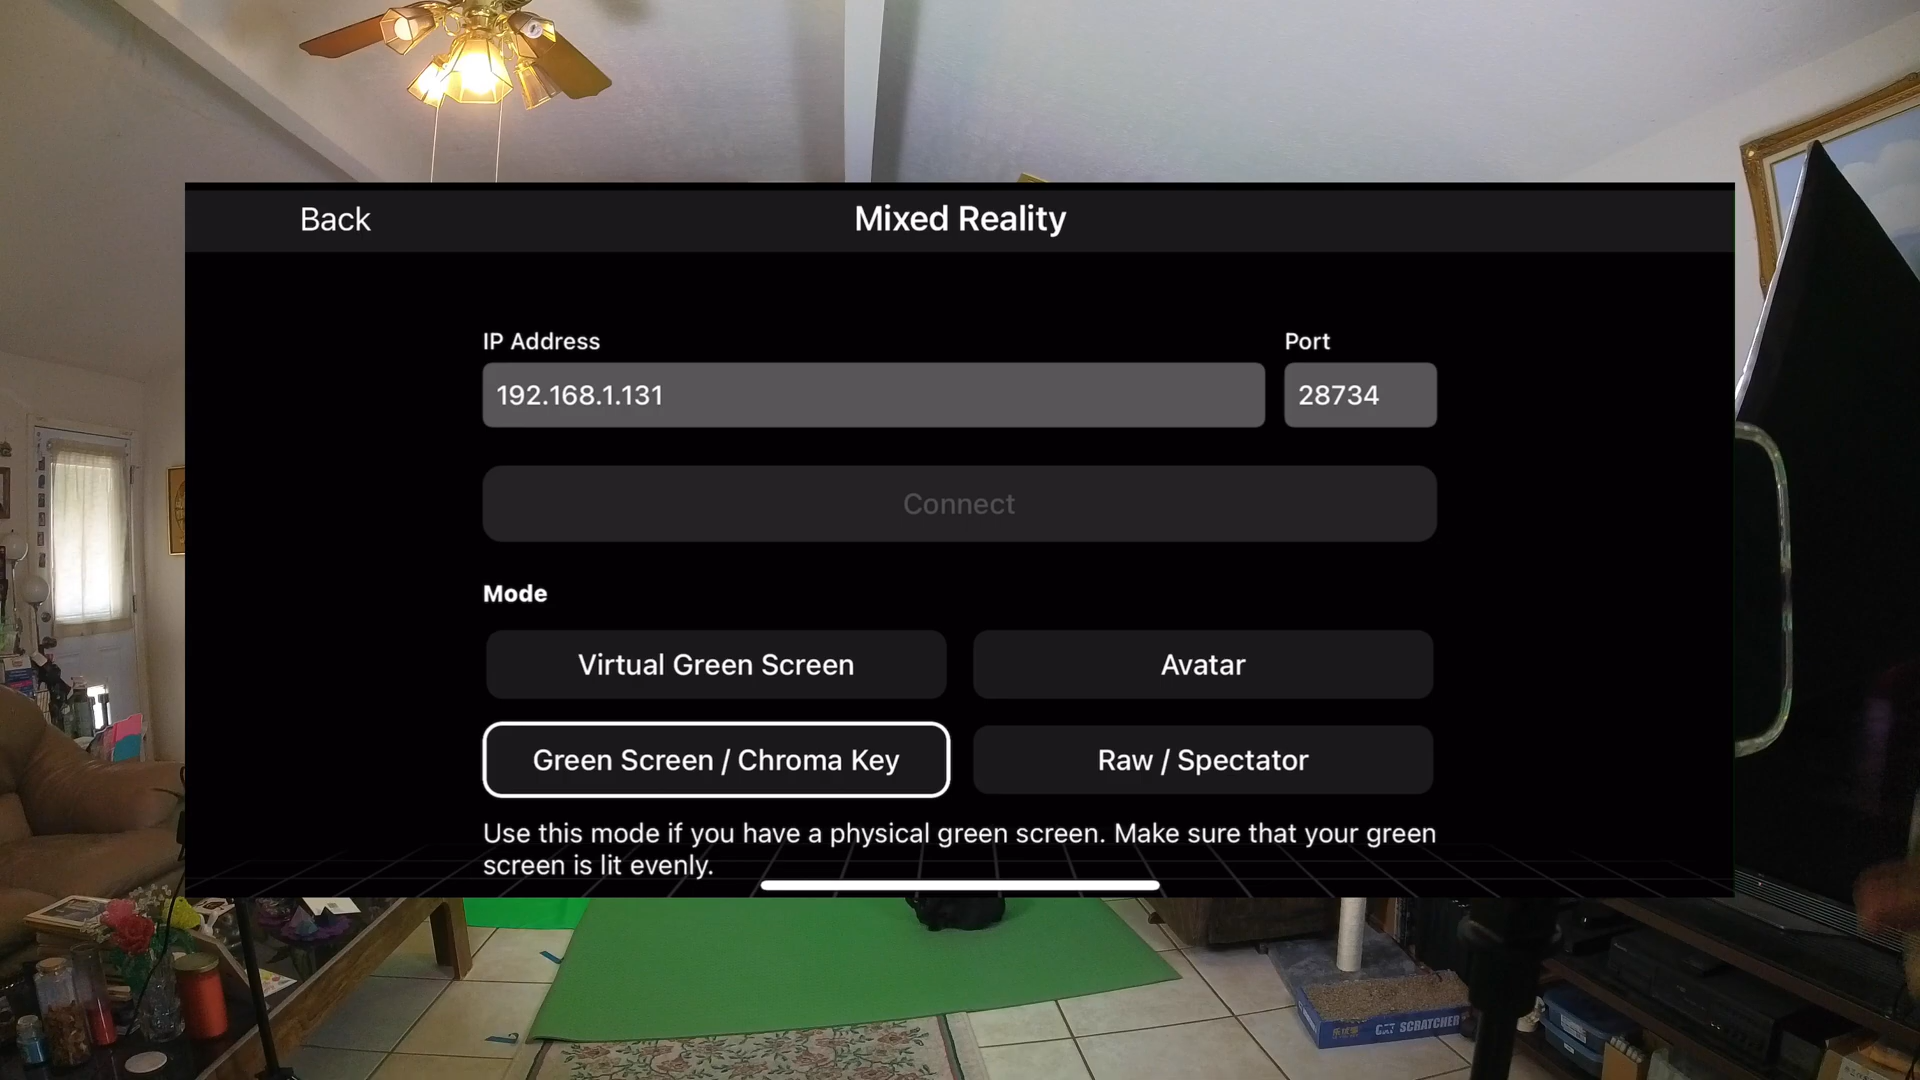 Back
Mixed Reality
IP Address
Port
192.168.1.131
28734
Connect
Mode
Virtual Green Screen
Avatar
Green Screen / Chroma Key
Raw / Spectator
Use this mode if you have a physical green screen. Make sure that your green
screen is lit evenly.
CAT SCRATCHER